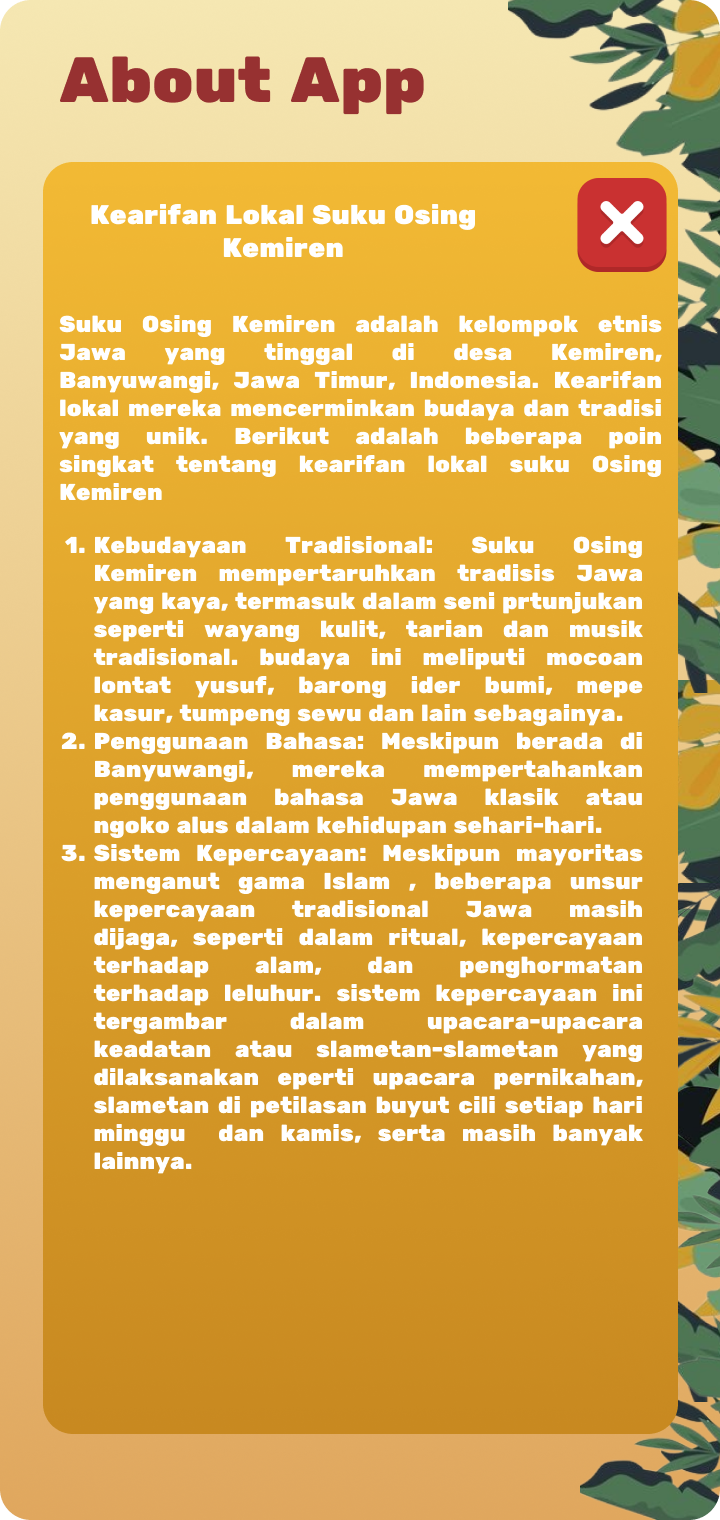 About App
Kearifan Lokal Suku Osing
Kemiren
Suku Osing Kemiren adalah kelompok etnis
Jawa yang tinggal di desa Kemiren,
Banyuwangi, Jawa Timur, Indonesia. Kearifan
lokal mereka mencerminkan budaya dan tradisi
yang unik. Berikut adalah beberapa poin
singkat tentang kearifan lokal suku Osing
Kemiren
1. Kebudayaan Tradisional: Suku Osing
Kemiren mempertaruhkan tradisis Jawa
yang kaya, termasuk dalam seni prtunjukan
seperti wayang kulit, tarian dan musik
tradisional. budaya ini meliputi mocoan
lontat yusuf, barong ider bumi, mepe
kasur, tumpeng sewu dan lain sebagainya.
2. Penggunaan Bahasa: Meskipun berada di
Banyuwangi, mereka mempertahankan
penggunaan bahasa Jawa klasik atau
ngoko alus dalam kehidupan sehari-hari.
3. Sistem Kepercayaan: Meskipun mayoritas
menganut gama Islam , beberapa unsur
kepercayaan tradisional Jawa masih
dijaga, seperti dalam ritual, kepercayaan
terhadap alam, dan penghormatan
terhadap leluhur. sistem kepercayaan ini
tergambar dalam upacara-upacara
keadatan atau slametan-slametan yang
dilaksanakan eperti upacara pernikahan,
slametan di petilasan buyut cili setiap hari
minggu dan kamis, serta masih banyak
lainnya.